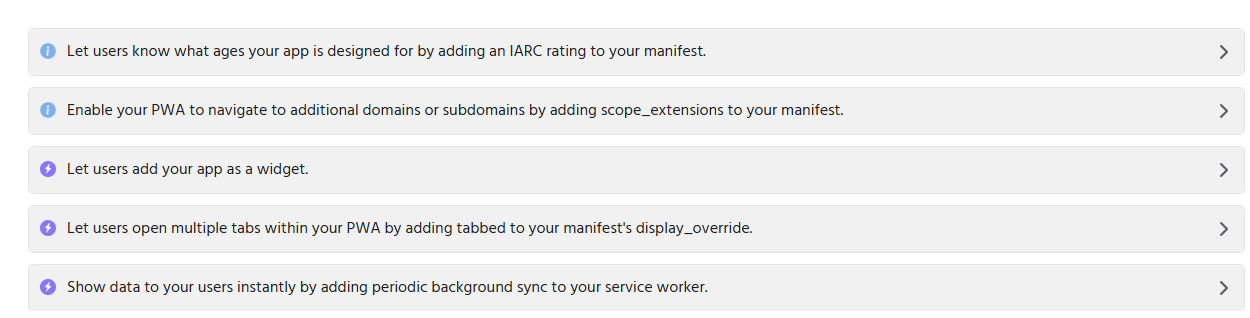 Let users know what ages your app is designed for by adding an IARC rating to your manifest.
Enable your PWA to navigate to additional domains or subdomains by adding scope_extensions to your manifest.
Let users add your app as a widget.
Let users open multiple tabs within your PWA by adding tabbed to your manifest's display_override.
Show data to your users instantly by adding periodic background sync to your service worker.